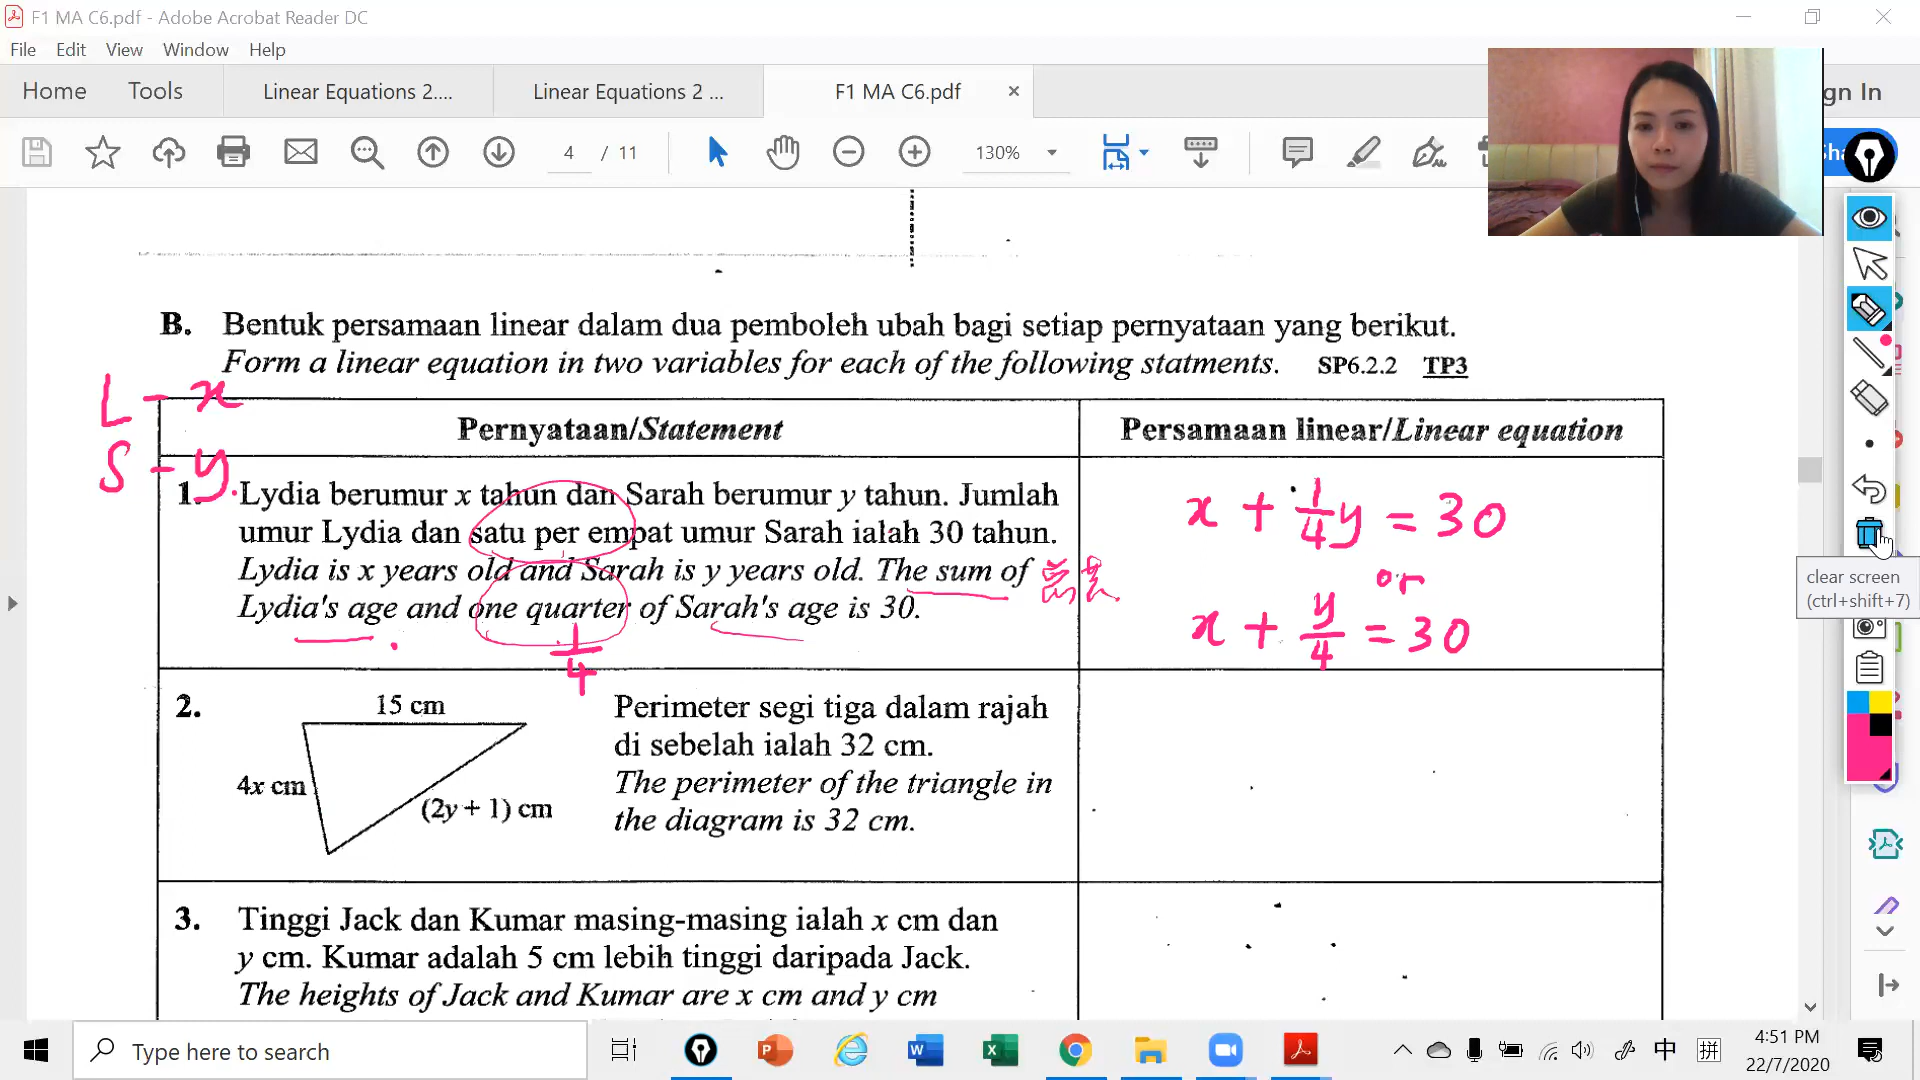 F1 MA C6.pdf - Adobe Acrobat Reader DC
File Edit View Window Help
Home Tools Linear Equations 2.... Linear Equations 2 ... F1 MA C6.pdf × gn In
4 / 11 130% ha
B. Bentuk persamaan linear dalam dua pemboleh ubah bagi setiap pernyataan yang berikut.
Form a linear equation in two variables for each of the following statments. SP6.2.2 TP3
L - x
S - y
Pernyataan/Statement Persamaan linear/Linear equation
1. Lydia berumur x tahun dan Sarah berumur y tahun. Jumlah
umur Lydia dan satu per empat umur Sarah ialah 30 tahun.
Lydia is x years old and Sarah is y years old. The sum of
Lydia's age and one quarter of Sarah's age is 30.
1/4
x + 1/4 y = 30
or
x + y/4 = 30
clear screen
(ctrl+shift+7)
2. 15 cm
4x cm
(2y + 1) cm
Perimeter segi tiga dalam rajah
di sebelah ialah 32 cm.
The perimeter of the triangle in
the diagram is 32 cm.
3. Tinggi Jack dan Kumar masing-masing ialah x cm dan
y cm. Kumar adalah 5 cm lebih tinggi daripada Jack.
The heights of Jack and Kumar are x cm and y cm
Type here to search
中 拼
4:51 PM
22/7/2020